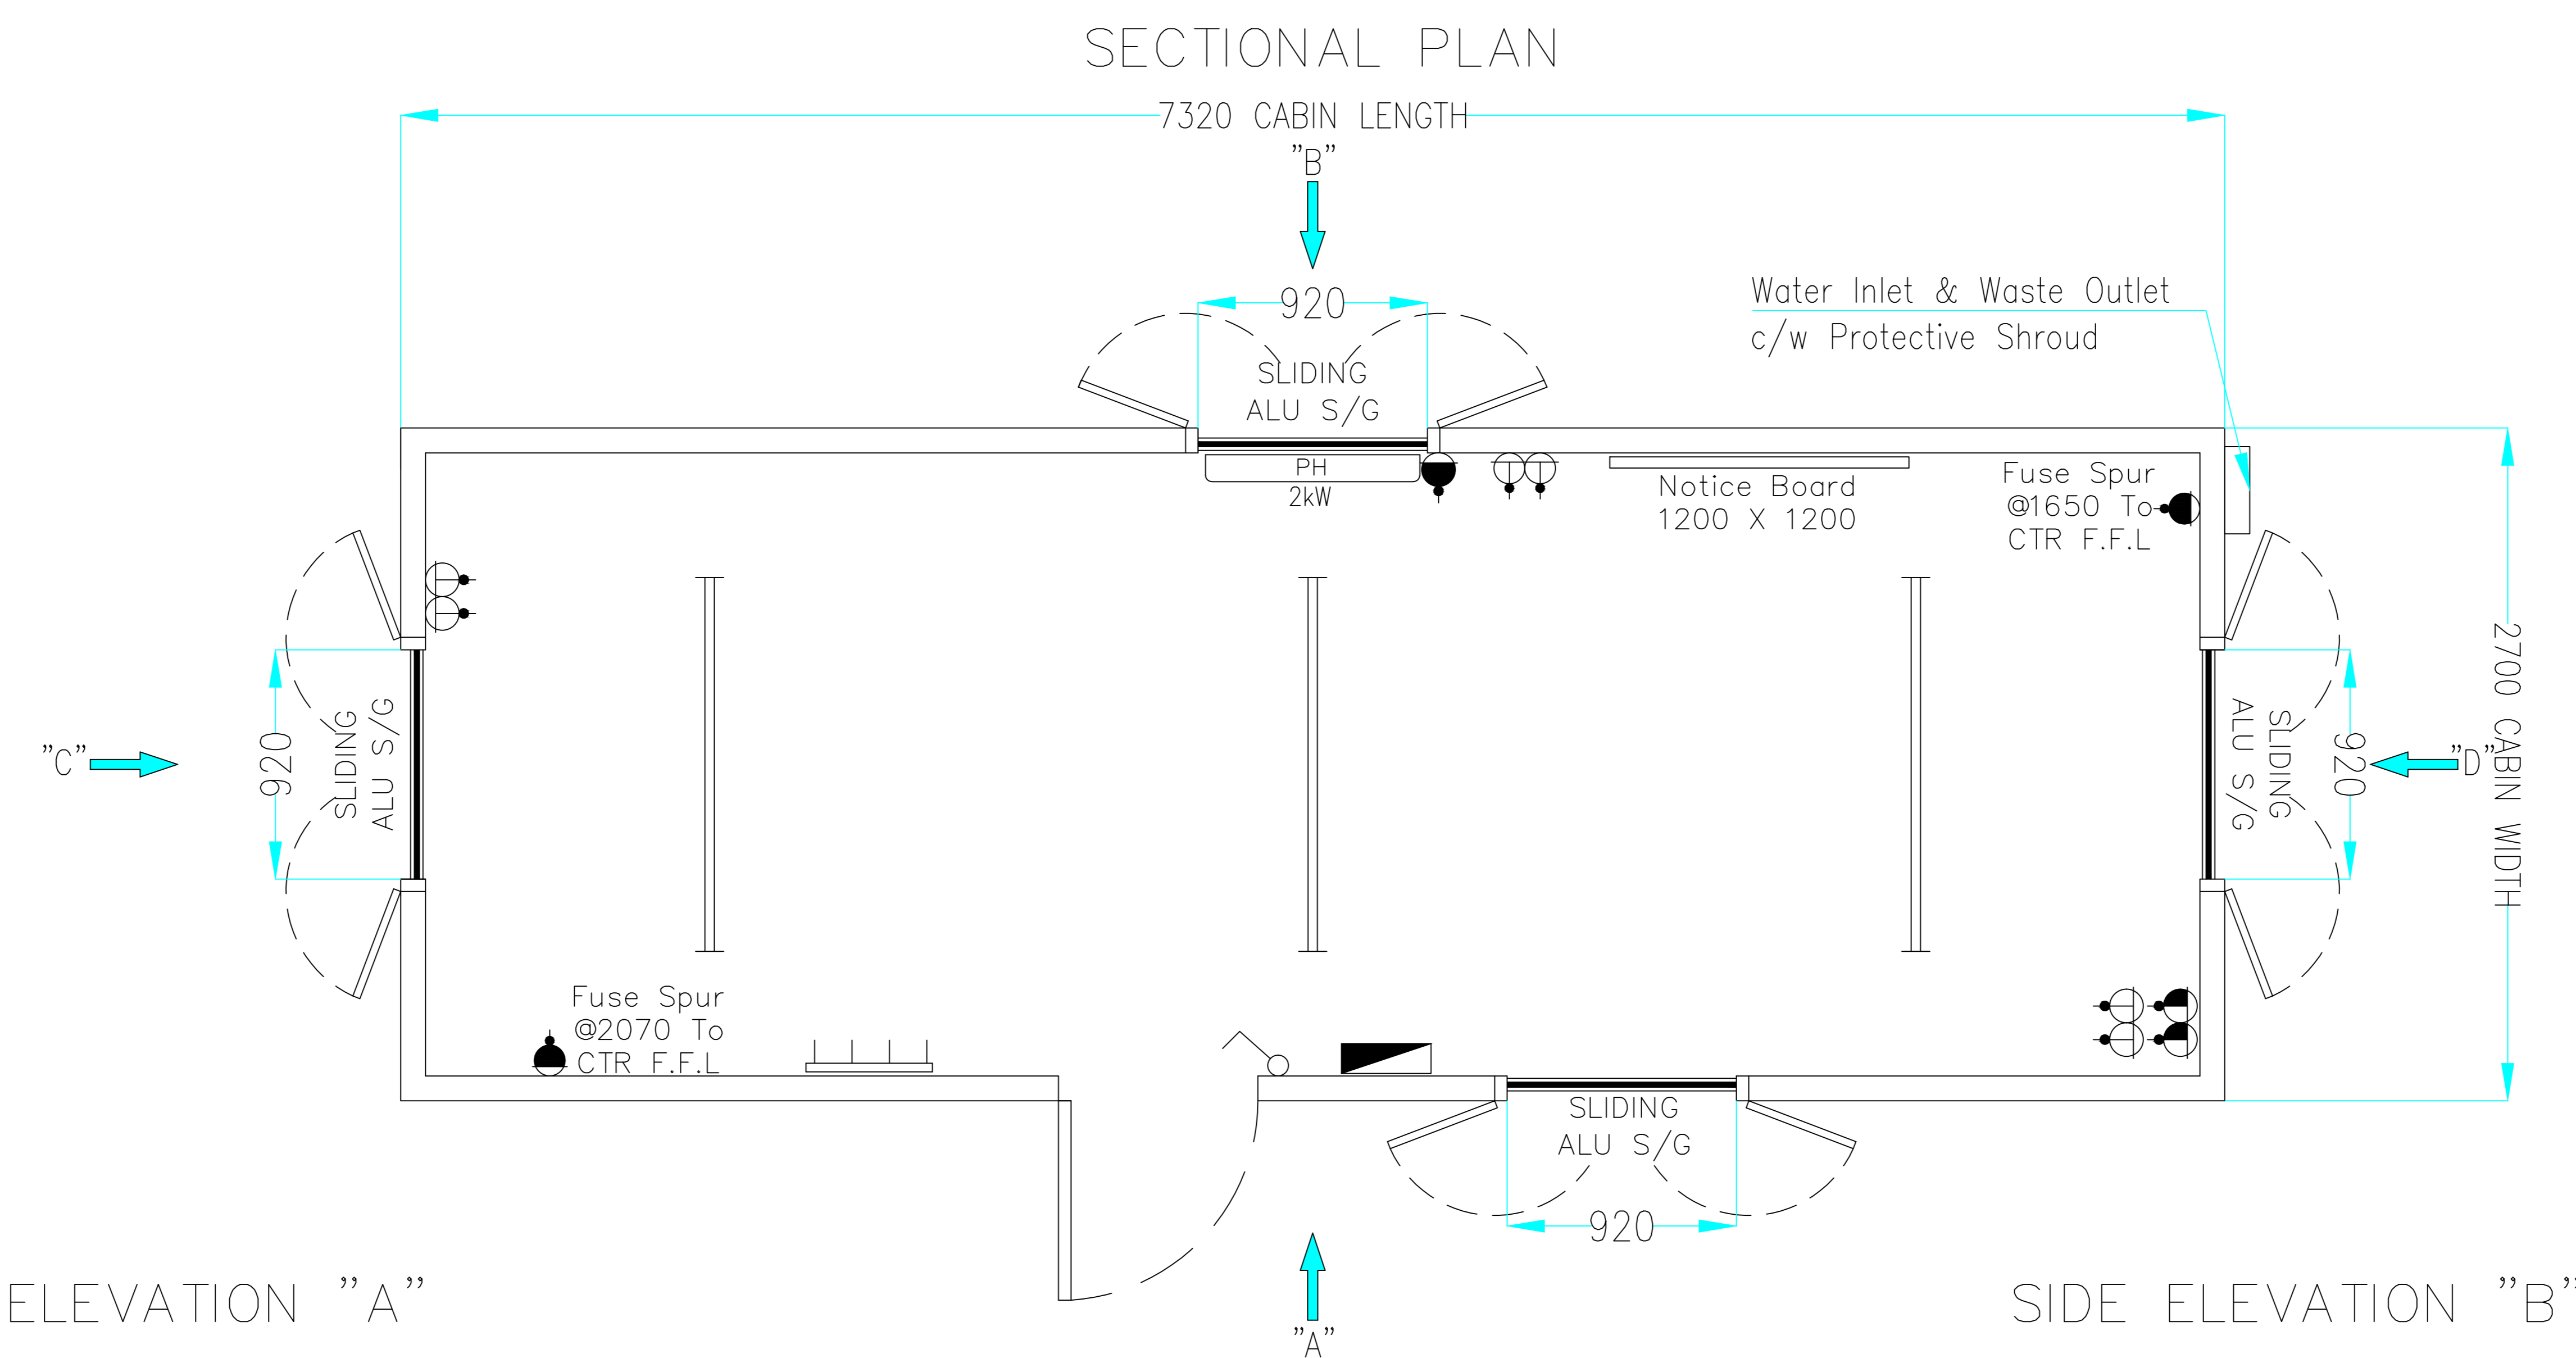 SECTIONAL PLAN
7320 CABIN LENGTH
"B"
920
Water Inlet & Waste Outlet
c/w Protective Shroud
SLIDING
ALU S/G
PH
2kW
Notice Board
1200 X 1200
Fuse Spur
@1650 To
CTR F.F.L
"C"
920
SLIDING
ALU S/G
SLIDING
ALU S/G
920
"D"
2700 CABIN WIDTH
Fuse Spur
@2070 To
CTR F.F.L
SLIDING
ALU S/G
920
"A"
ELEVATION "A"
SIDE ELEVATION "B"